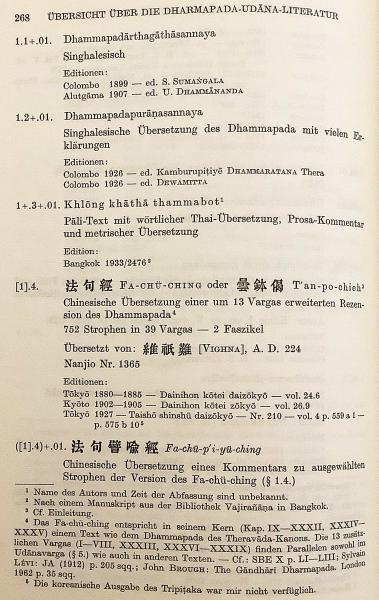 268 ÜBERSICHT ÜBER DIE DHARMAPADA-UDĀNA-LITERATUR
1.1+.01. Dhammapadārthagāthāsannaya
Singhalesisch
Editionen:
Colombo 1899 — ed. S. SUMAṄGALA
Alutgāma 1907 — ed. U. DHAMMĀNANDA
1.2+.01. Dhammapadapurāṇasannaya
Singhalesische Übersetzung des Dhammapada mit vielen Er-
klärungen
Editionen:
Colombo 1926 — ed. Kamburupiṭiyē DHAMMARATANA Thera
Colombo 1926 — ed. DEWAMITTA
1+.3+.01. Khlōng khāthā thammabot¹
Pāli-Text mit wörtlicher Thai-Übersetzung, Prosa-Kommentar
und metrischer Übersetzung
Edition:
Bangkok 1933/2476²
[1].4. 法句經 FA-CHÜ-CHING oder 曇鉢偈 T'an-po-chieh³
Chinesische Übersetzung einer um 13 Vargas erweiterten Rezen-
sion des Dhammapada⁴
752 Strophen in 39 Vargas — 2 Faszikel
Übersetzt von: 維祇難 [VIGHNA], A. D. 224
Nanjio Nr. 1365
Editionen:
Tōkyō 1880—1885 — Dainihon kōtei daizōkyō — vol. 24.6
Kyōto 1902—1905 — Dainihon kōtei zōkyō — vol. 26.9
Tōkyō 1927 — Taishō shinshū daizōkyō — Nr. 210 — vol. 4 p. 559 a 1 —
p. 575 b 10⁵
([1].4)+.01. 法句譬喩經 Fa-chü-p'i-yü-ching
Chinesische Übersetzung eines Kommentars zu ausgewählten
Strophen der Version des Fa-chü-ching (§ 1.4.)
¹ Name des Autors und Zeit der Abfassung sind unbekannt.
² Nach einem Manuskript aus der Bibliothek Vajirañāṇa in Bangkok.
³ Cf. Einleitung.
⁴ Das Fa-chü-ching entspricht in seinem Kern (Kap. IX—XXXII, XXXIV—
XXXV) einem Text wie dem Dhammapada des Theravāda-Kanons. Die 13 zusätz-
lichen Vargas (I—VIII, XXXIII, XXXVI—XXXIX) finden Parallelen sowohl im
Udānavarga (§ 5.) wie auch in anderen Texten. — Cf.: SBE X p. LI—LIII; Sylvain
LÉVI: JA (1912) p. 205 sqq.; John BROUGH: The Gāndhārī Dharmapada. London
1962 p. 35 sqq.
⁵ Die koreanische Ausgabe des Tripiṭaka war mir nicht verfüglich.